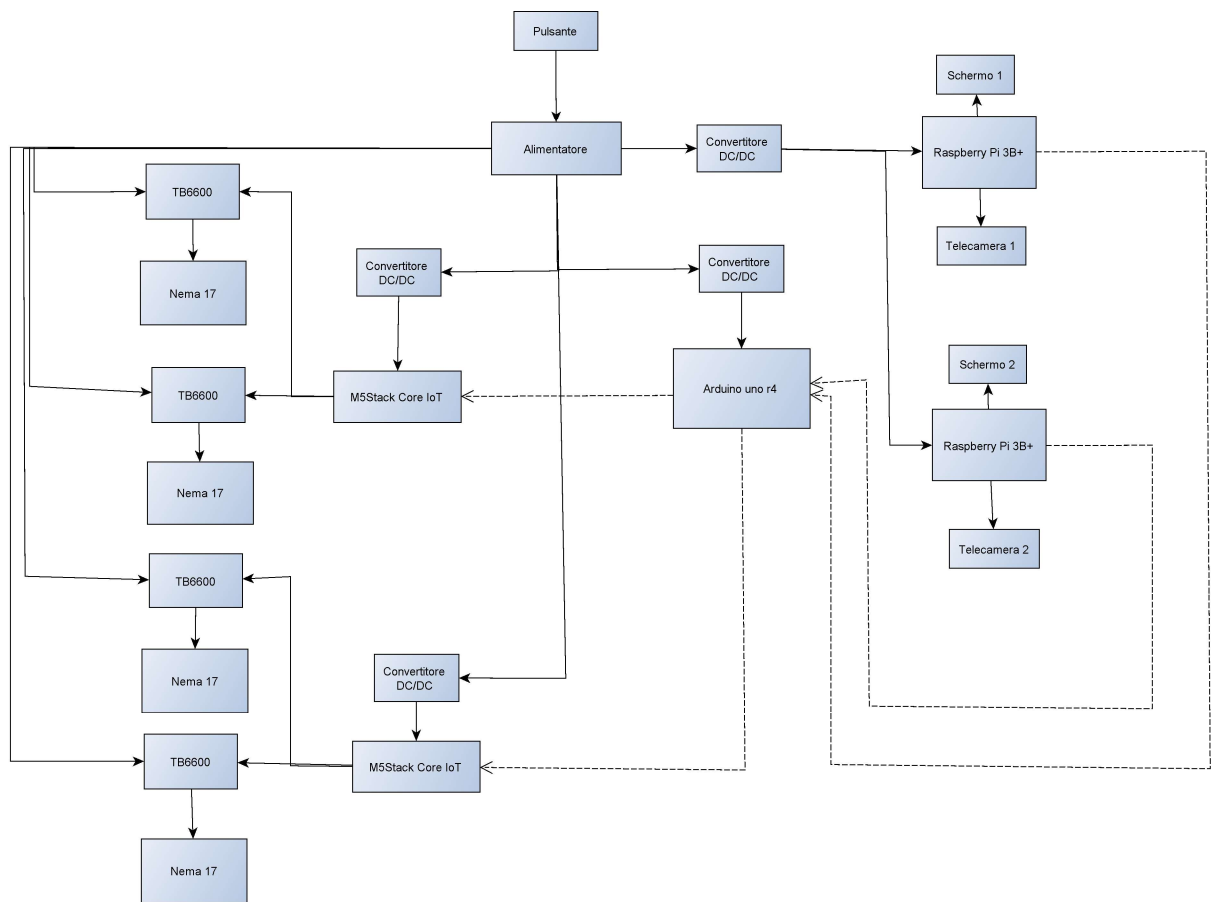 Pulsante
Schermo 1
Alimentatore
Convertitore
DC/DC
Raspberry Pi 3B+
TB6600
Telecamera 1
Convertitore
DC/DC
Convertitore
DC/DC
Nema 17
Schermo 2
TB6600
M5Stack Core IoT
Arduino uno r4
Raspberry Pi 3B+
Nema 17
Telecamera 2
TB6600
Convertitore
DC/DC
Nema 17
TB6600
M5Stack Core IoT
Nema 17